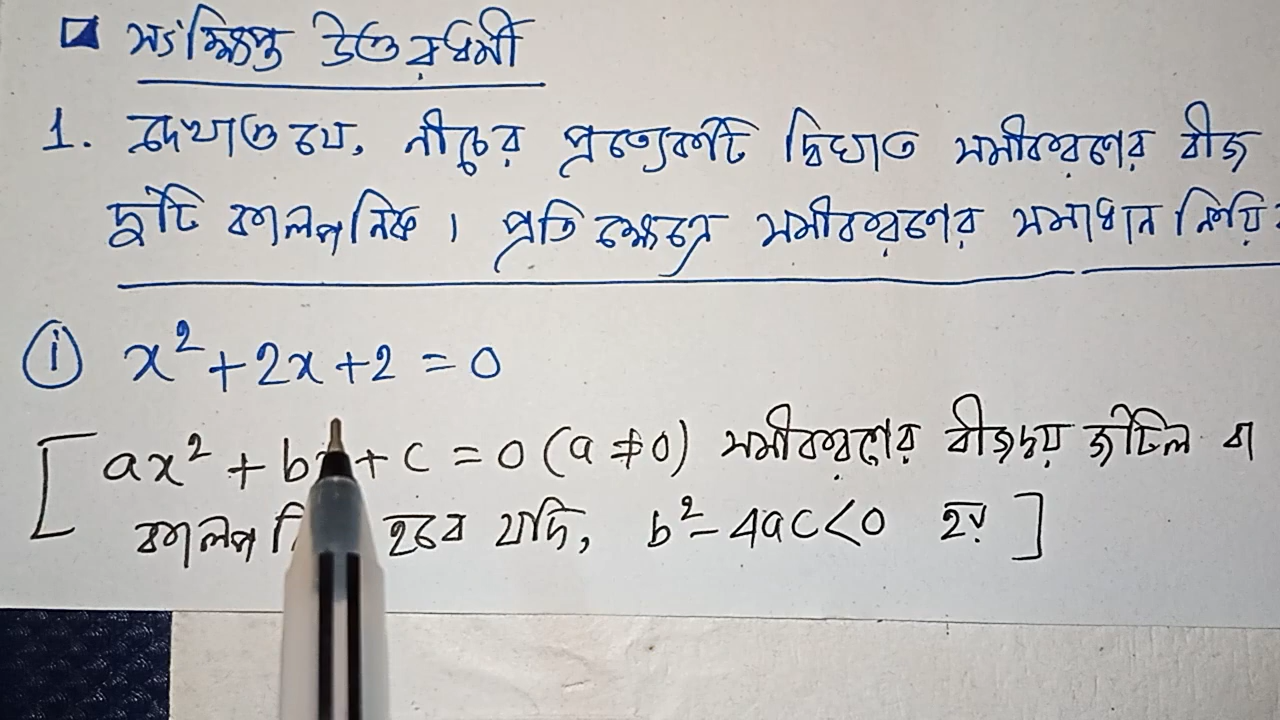 সংক্ষিপ্ত উত্তরধর্মী
1. দেখাও যে, নীচের প্রত্যেকটি দ্বিঘাত সমীকরণের বীজ
দুটি কাল্পনিক । প্রতি ক্ষেত্রে সমীকরণের সমাধান
(i) x² + 2x + 2 = 0
[ ax² + bx + c = 0 (a ≠ 0) সমীকরণের বীজদ্বয় জটিল বা
হবে যদি, b² - 4ac < 0 হয় ]